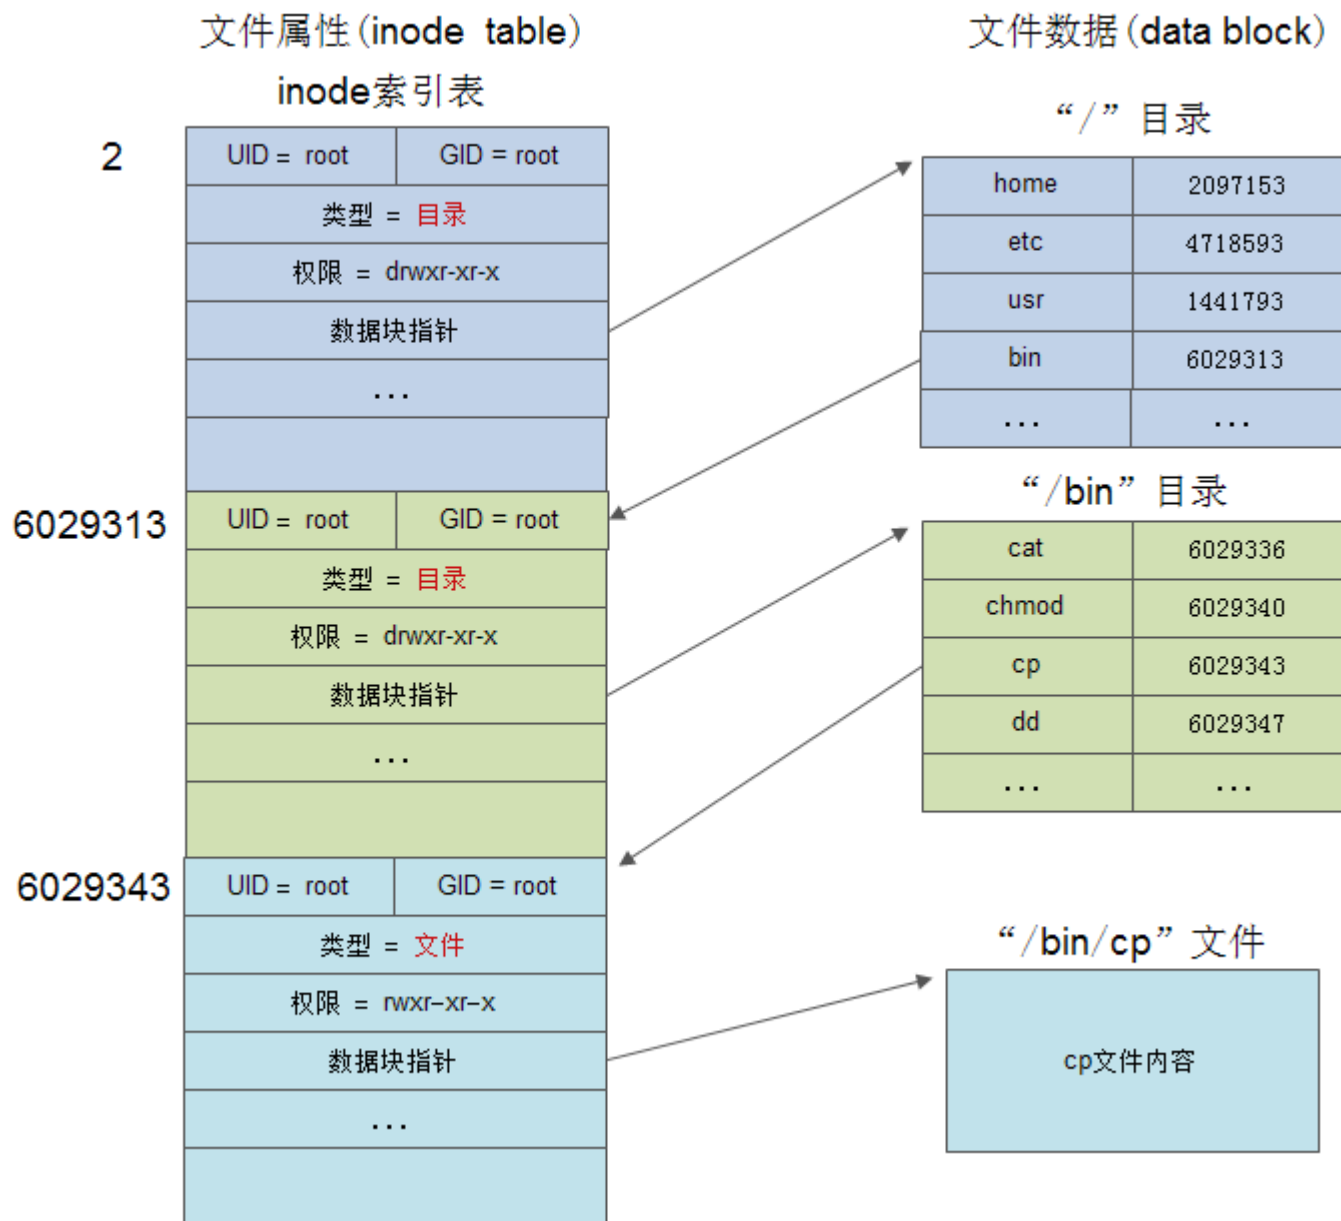 文件属性(inode table)
inode索引表
2
UID = root
GID = root
类型 = 目录
权限 = drwxr-xr-x
数据块指针
...
6029313
UID = root
GID = root
类型 = 目录
权限 = drwxr-xr-x
数据块指针
...
6029343
UID = root
GID = root
类型 = 文件
权限 = rwxr–xr–x
数据块指针
...
文件数据(data block)
“/” 目录
home 2097153
etc 4718593
usr 1441793
bin 6029313
... ...
“/bin” 目录
cat 6029336
chmod 6029340
cp 6029343
dd 6029347
... ...
“/bin/cp” 文件
cp文件内容